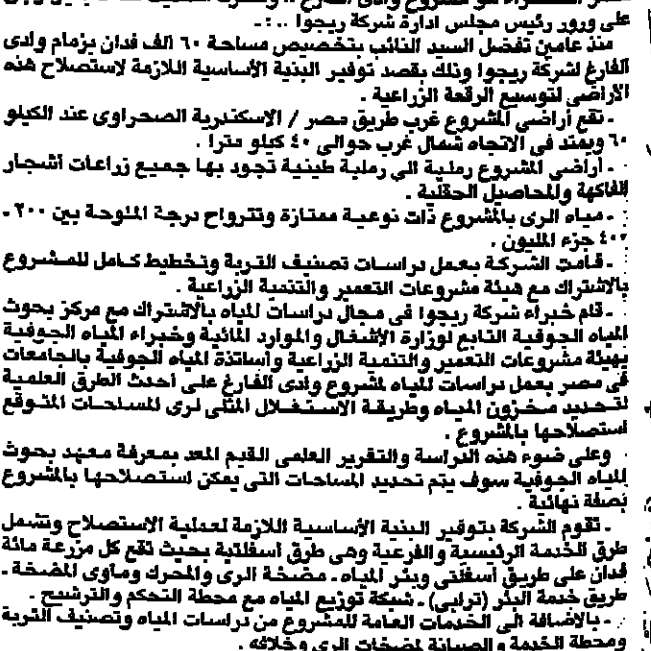 على ورور رئيس مجلس ادارة شركة ريجوا .. :ـ
منذ عامين تفضل السيد النائب بتخصيص مساحة ٦٠ الف فدان بزمام وادى
الفارغ لشركة ريجوا وذلك بقصد توفير البنية الأساسية اللازمة لاستصلاح هذه
الأراضى لتوسيع الرقعة الزراعية .
ـ تقع أراضى المشروع غرب طريق مصر / الاسكندرية الصحراوى عند الكيلو
٦٠ ويمتد فى الاتجاه شمال غرب حوالى ٤٠ كيلو مترا .
ـ أراضى المشروع رملية الى رملية طينية تجود بها جميع زراعات أشجار
الفاكهة والمحاصيل الحقلية .
ـ مياه الرى بالمشروع ذات نوعية ممتازة وتترواح درجة الملوحة بين ٢٠٠ ـ
٤٠٠ جزء المليون .
ـ قامت الشركة بعمل دراسات تصنيف التربة وتخطيط كامل للمشروع
بالاشتراك مع هيئة مشروعات التعمير والتنمية الزراعية .
ـ قام خبراء شركة ريجوا فى مجال دراسات المياه بالاشتراك مع مركز بحوث
المياه الجوفية التابع لوزارة الأشغال والموارد المائية وخبراء المياه الجوفية
بهيئة مشروعات التعمير والتنمية الزراعية وأساتذة المياه الجوفية بالجامعات
فى مصر بعمل دراسات المياه لمشروع وادى الفارغ على أحدث الطرق العلمية
لتحديد مخزون المياه وطريقة الاستغلال المثلى لرى المساحات المتوقع
استصلاحها بالمشروع .
وعلى ضوء هذه الدراسة والتقرير العلمى القيم المعد بمعرفة معهد بحوث
المياه الجوفية سوف يتم تحديد المساحات التى يمكن استصلاحها بالمشروع
بصفة نهائية .
ـ تقوم الشركة بتوفير البنية الأساسية اللازمة لعملية الاستصلاح وتشمل
طرق الخدمة الرئيسية والفرعية وهى طرق اسفلتية بحيث تقع كل مزرعة مائة
فدان على طريق أسفلتى وبئر المياه ـ مضخة الرى والمحرك وماوى المضخة ـ
طريق خدمة البئر (ترابى) ـ شبكة توزيع المياه مع محطة التحكم والترشيح .
ـ بالإضافة الى الخدمات العامة للمشروع من دراسات المياه وتصنيف التربة
ومحطة الخدمة والصيانة لمضخات الرى وخلافه .